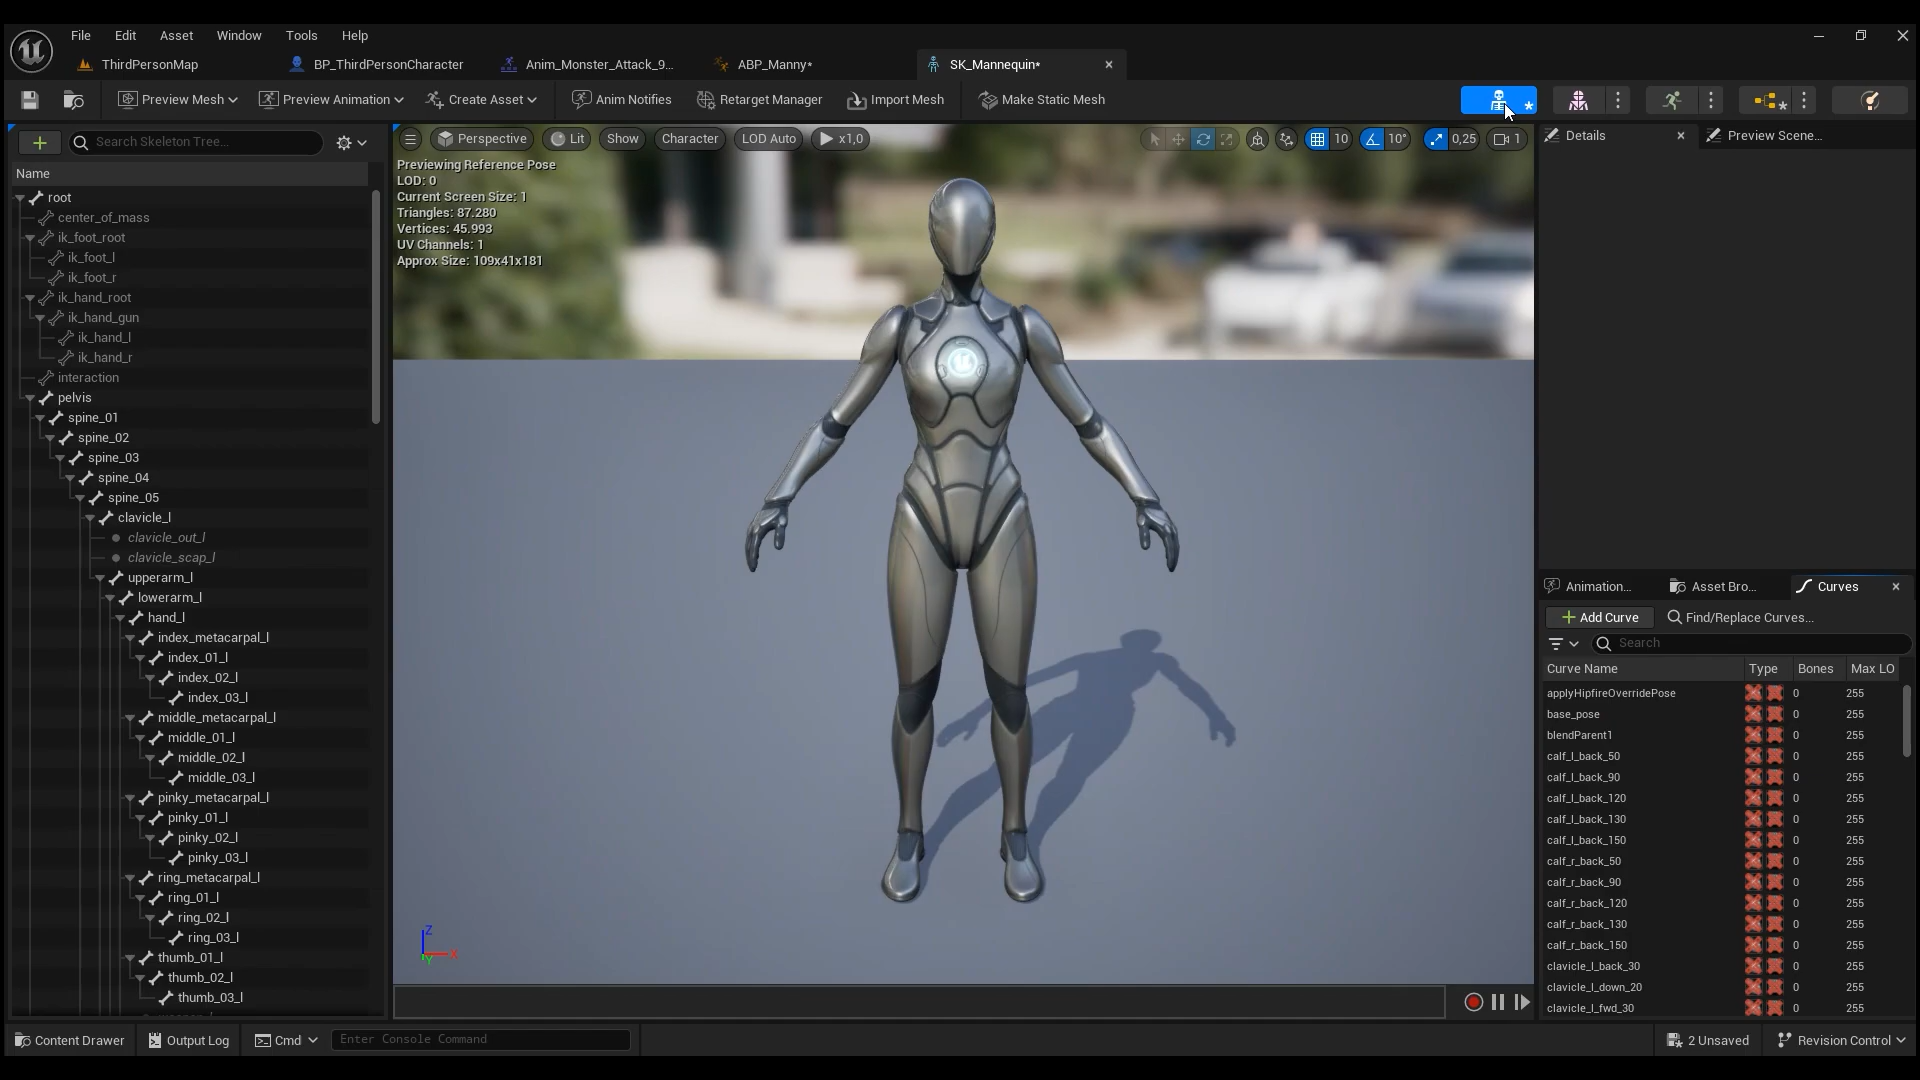 File Edit Asset Window Tools Help
ThirdPersonMap BP_ThirdPersonCharacter Anim_Monster_Attack_9... ABP_Manny* SK_Mannequin*
Preview Mesh Preview Animation Create Asset Anim Notifies Retarget Manager Import Mesh Make Static Mesh
Search Skeleton Tree...
Name
root
center_of_mass
ik_foot_root
ik_foot_l
ik_foot_r
ik_hand_root
ik_hand_gun
ik_hand_l
ik_hand_r
interaction
pelvis
spine_01
spine_02
spine_03
spine_04
spine_05
clavicle_l
clavicle_out_l
clavicle_scap_l
upperarm_l
lowerarm_l
hand_l
index_metacarpal_l
index_01_l
index_02_l
index_03_l
middle_metacarpal_l
middle_01_l
middle_02_l
middle_03_l
pinky_metacarpal_l
pinky_01_l
pinky_02_l
pinky_03_l
ring_metacarpal_l
ring_01_l
ring_02_l
ring_03_l
thumb_01_l
thumb_02_l
thumb_03_l
Perspective Lit Show Character LOD Auto x1,0 10 10° 0,25 1
Previewing Reference Pose
LOD: 0
Current Screen Size: 1
Triangles: 87.280
Vertices: 45.993
UV Channels: 1
Approx Size: 109x41x181
Z
X
Y
Details Preview Scene...
Animation... Asset Bro... Curves
Add Curve Find/Replace Curves...
Search
Curve Name Type Bones Max LO
applyHipfireOverridePose 0 255
base_pose 0 255
blendParent1 0 255
calf_l_back_50 0 255
calf_l_back_90 0 255
calf_l_back_120 0 255
calf_l_back_130 0 255
calf_l_back_150 0 255
calf_r_back_50 0 255
calf_r_back_90 0 255
calf_r_back_120 0 255
calf_r_back_130 0 255
calf_r_back_150 0 255
clavicle_l_back_30 0 255
clavicle_l_down_20 0 255
clavicle_l_fwd_30 0 255
Content Drawer Output Log Cmd Enter Console Command 2 Unsaved Revision Control